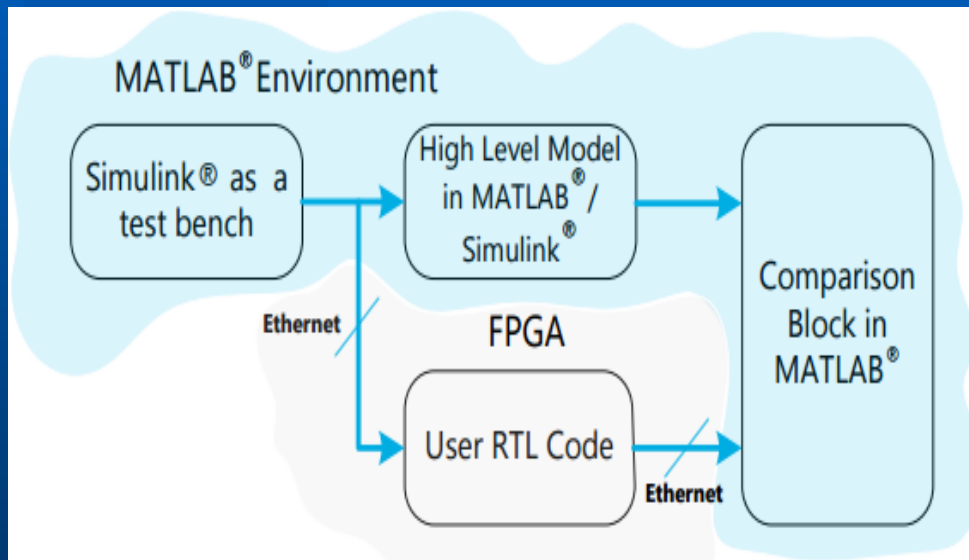 MATLAB® Environment
Simulink® as a
test bench
High Level Model
in MATLAB® /
Simulink®
Comparison
Block in
MATLAB®
Ethernet
FPGA
User RTL Code
Ethernet